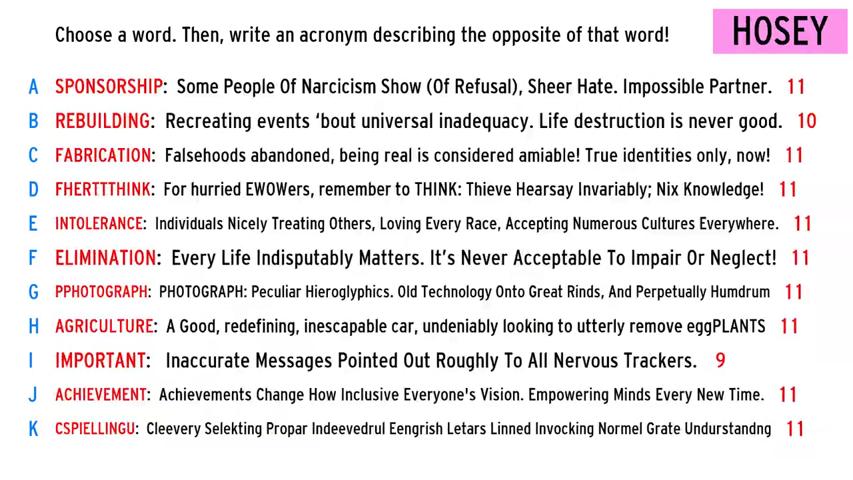 Choose a word. Then, write an acronym describing the opposite of that word!
HOSEY
A SPONSORSHIP: Some People Of Narcicism Show (Of Refusal), Sheer Hate. Impossible Partner. 11
B REBUILDING: Recreating events ‘bout universal inadequacy. Life destruction is never good. 10
C FABRICATION: Falsehoods abandoned, being real is considered amiable! True identities only, now! 11
D FHERTTTHINK: For hurried EWOWers, remember to THINK: Thieve Hearsay Invariably; Nix Knowledge! 11
E INTOLERANCE: Individuals Nicely Treating Others, Loving Every Race, Accepting Numerous Cultures Everywhere. 11
F ELIMINATION: Every Life Indisputably Matters. It’s Never Acceptable To Impair Or Neglect! 11
G PPHOTOGRAPH: PHOTOGRAPH: Peculiar Hieroglyphics. Old Technology Onto Great Rinds, And Perpetually Humdrum 11
H AGRICULTURE: A Good, redefining, inescapable car, undeniably looking to utterly remove eggPLANTS 11
I IMPORTANT: Inaccurate Messages Pointed Out Roughly To All Nervous Trackers. 9
J ACHIEVEMENT: Achievements Change How Inclusive Everyone's Vision. Empowering Minds Every New Time. 11
K CSPIELLINGU: Cleevery Selekting Propar Indeevedrul Eengrish Letars Linned Invocking Normel Grate Undurstandng 11